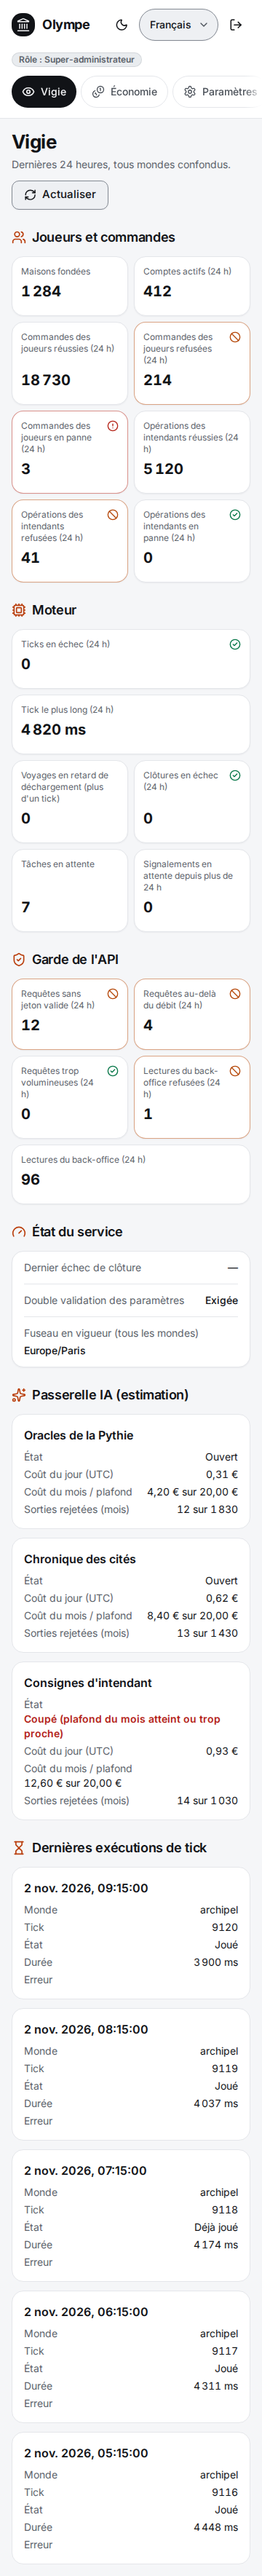 Olympe
Français
Rôle : Super-administrateur
Vigie
Économie
Paramètres
Vigie
Dernières 24 heures, tous mondes confondus.
Actualiser
Joueurs et commandes
Maisons fondées
1 284
Comptes actifs (24 h)
412
Commandes des
joueurs réussies (24 h)
18 730
Commandes des
joueurs refusées
(24 h)
214
Commandes des
joueurs en panne
(24 h)
3
Opérations des
intendants réussies (24
h)
5 120
Opérations des
intendants
refusées (24 h)
41
Opérations des
intendants en
panne (24 h)
0
Moteur
Ticks en échec (24 h)
0
Tick le plus long (24 h)
4 820 ms
Voyages en retard de
déchargement (plus
d'un tick)
0
Clôtures en échec
(24 h)
0
Tâches en attente
7
Signalements en
attente depuis plus de
24 h
0
Garde de l'API
Requêtes sans
jeton valide (24 h)
12
Requêtes au-delà
du débit (24 h)
4
Requêtes trop
volumineuses (24
h)
0
Lectures du back-
office refusées (24
h)
1
Lectures du back-office (24 h)
96
État du service
Dernier échec de clôture —
Double validation des paramètres Exigée
Fuseau en vigueur (tous les mondes)
Europe/Paris
Passerelle IA (estimation)
Oracles de la Pythie
État Ouvert
Coût du jour (UTC) 0,31 €
Coût du mois / plafond 4,20 € sur 20,00 €
Sorties rejetées (mois) 12 sur 1 830
Chronique des cités
État Ouvert
Coût du jour (UTC) 0,62 €
Coût du mois / plafond 8,40 € sur 20,00 €
Sorties rejetées (mois) 13 sur 1 430
Consignes d'intendant
État
Coupé (plafond du mois atteint ou trop
proche)
Coût du jour (UTC) 0,93 €
Coût du mois / plafond
12,60 € sur 20,00 €
Sorties rejetées (mois) 14 sur 1 030
Dernières exécutions de tick
2 nov. 2026, 09:15:00
Monde archipel
Tick 9120
État Joué
Durée 3 900 ms
Erreur
2 nov. 2026, 08:15:00
Monde archipel
Tick 9119
État Joué
Durée 4 037 ms
Erreur
2 nov. 2026, 07:15:00
Monde archipel
Tick 9118
État Déjà joué
Durée 4 174 ms
Erreur
2 nov. 2026, 06:15:00
Monde archipel
Tick 9117
État Joué
Durée 4 311 ms
Erreur
2 nov. 2026, 05:15:00
Monde archipel
Tick 9116
État Joué
Durée 4 448 ms
Erreur